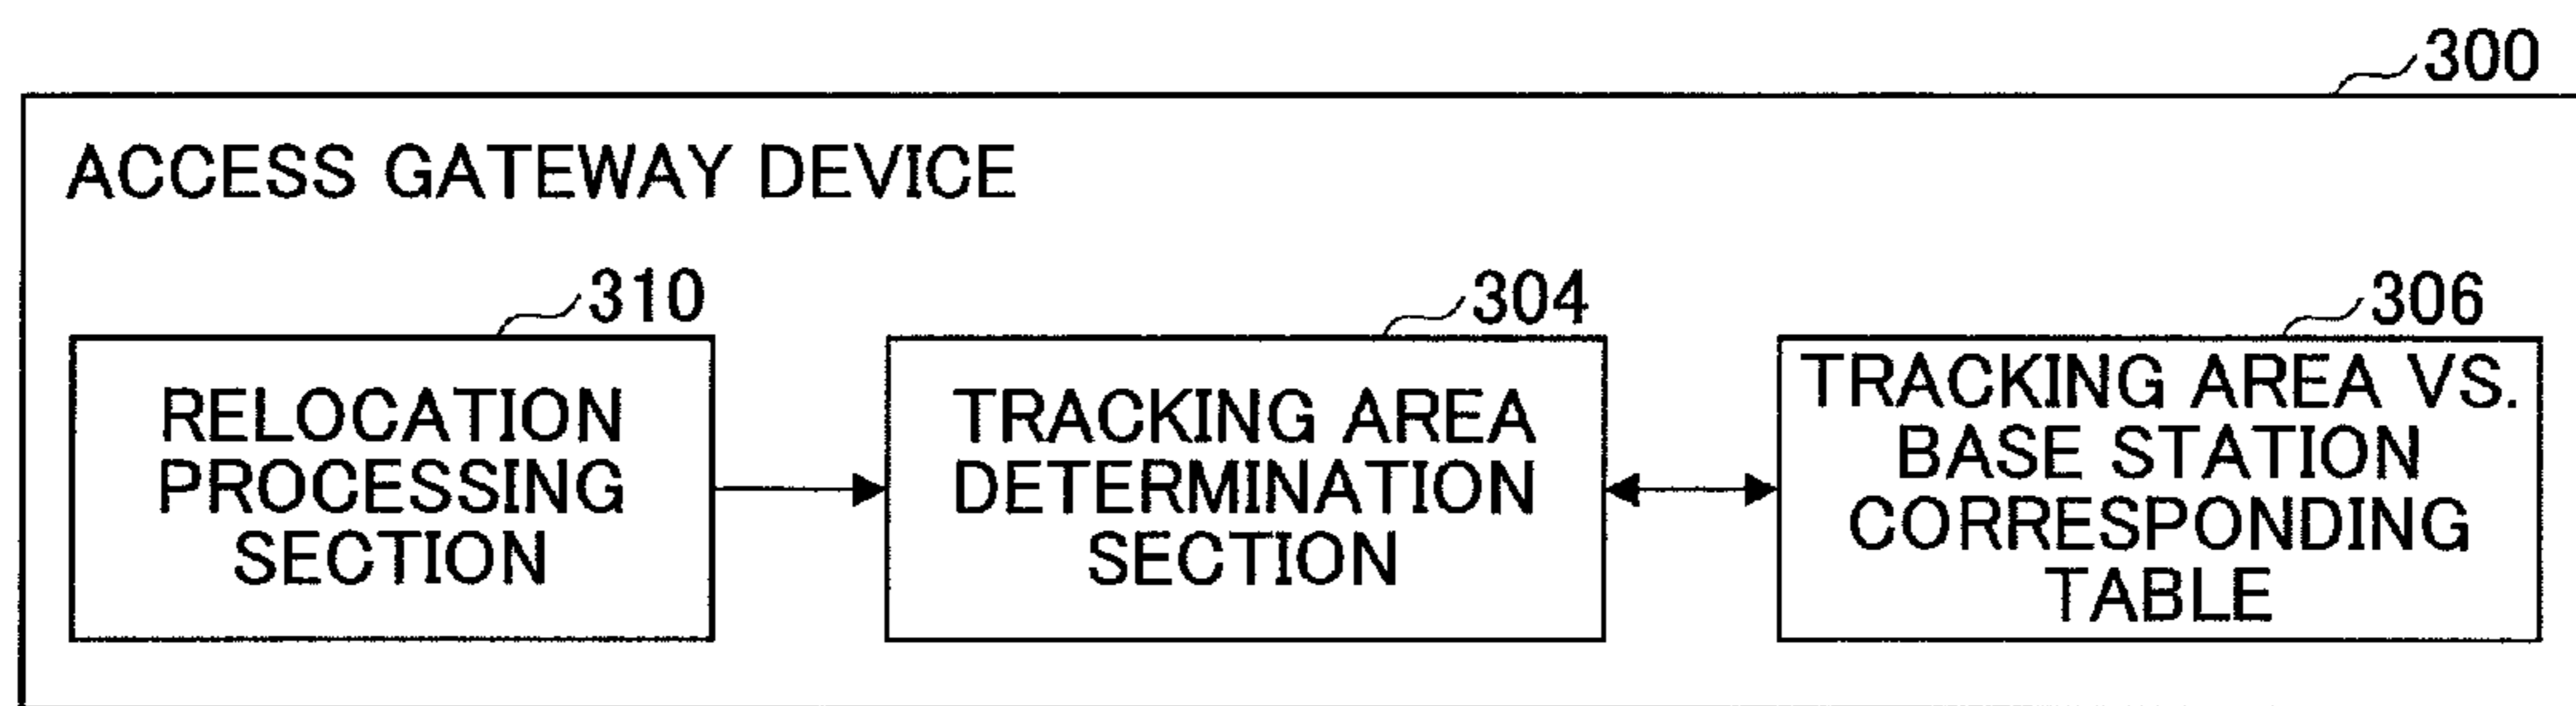 300
ACCESS GATEWAY DEVICE
310
304
306
RELOCATION
PROCESSING
SECTION
TRACKING AREA
DETERMINATION
SECTION
TRACKING AREA VS.
BASE STATION
CORRESPONDING
TABLE